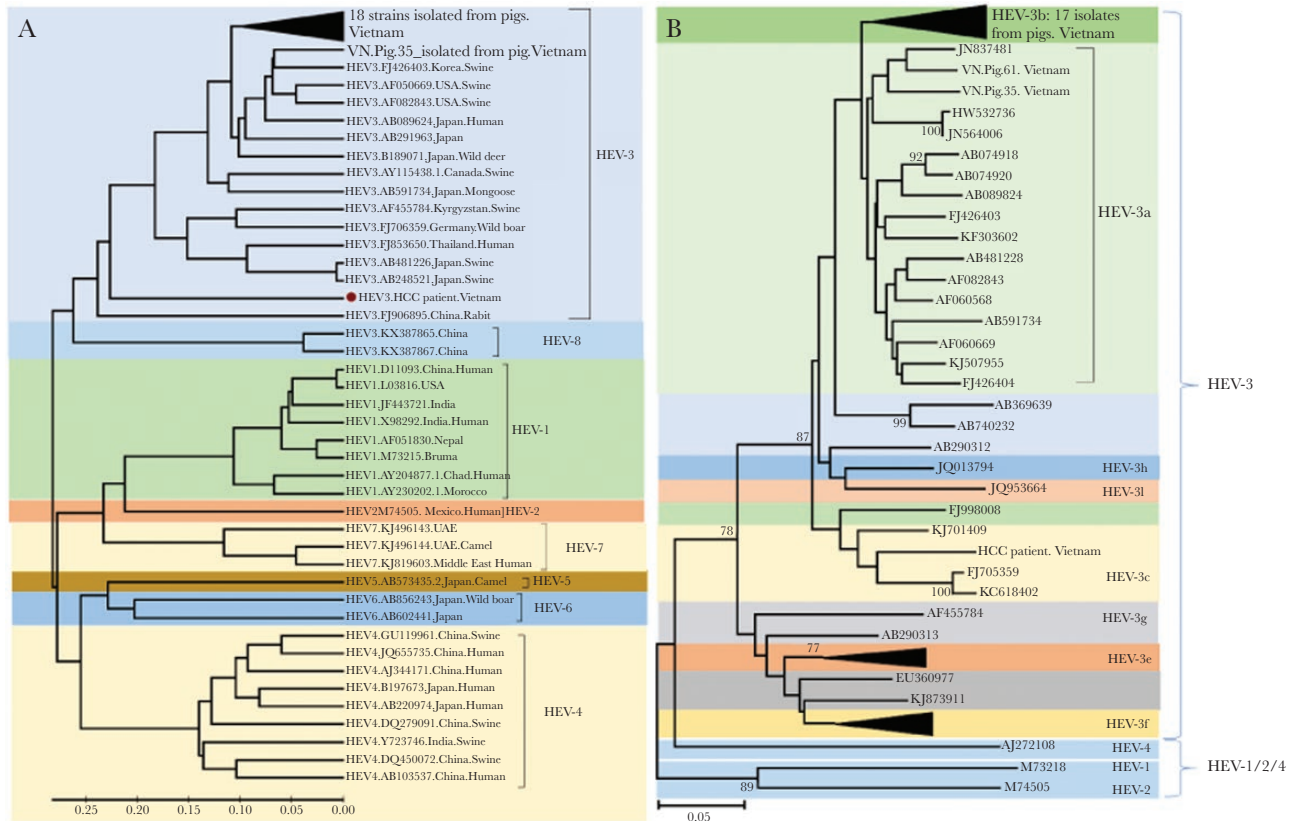 A
18 strains isolated from pigs.
Vietnam
VN.Pig.35_isolated from pig.Vietnam
HEV3.FJ426403.Korea.Swine
HEV3.AF050669.USA.Swine
HEV3.AF082843.USA.Swine
HEV3.AB089624.Japan.Human
HEV3.AB291963.Japan
HEV3.B189071.Japan.Wild deer
HEV3.AY115438.1.Canada.Swine
HEV3.AB591734.Japan.Mongoose
HEV3.AF455784.Kyrgyzstan.Swine
HEV3.FJ706359.Germany.Wild boar
HEV3.FJ853650.Thailand.Human
HEV3.AB481226.Japan.Swine
HEV3.AB248521.Japan.Swine
HEV3.HCC patient.Vietnam
HEV3.FJ906895.China.Rabit
HEV-3
HEV3.KX387865.China
HEV3.KX387867.China
HEV-8
HEV1.D11093.China.Human
HEV1.L03816.USA
HEV1.JF443721.India
HEV1.X98292.India.Human
HEV1.AF051830.Nepal
HEV1.M73215.Bruma
HEV1.AY204877.1.Chad.Human
HEV1.AY230202.1.Morocco
HEV-1
HEV2M74505. Mexico.Human]HEV-2
HEV7.KJ496143.UAE
HEV7.KJ496144.UAE.Camel
HEV7.KJ819603.Middle East Human
HEV-7
HEV5.AB573435.2.Japan.Camel
HEV-5
HEV6.AB856243.Japan.Wild boar
HEV6.AB602441.Japan
HEV-6
HEV4.GU119961.China.Swine
HEV4.JQ655735.China.Human
HEV4.AJ344171.China.Human
HEV4.B197673.Japan.Human
HEV4.AB220974.Japan.Human
HEV4.DQ279091.China.Swine
HEV4.Y723746.India.Swine
HEV4.DQ450072.China.Swine
HEV4.AB103537.China.Human
HEV-4
0.25 0.20 0.15 0.10 0.05 0.00
B
HEV-3b: 17 isolates
from pigs. Vietnam
JN837481
VN.Pig.61. Vietnam
VN.Pig.35. Vietnam
HW532736
100
JN564006
92
AB074918
AB074920
AB089824
FJ426403
KF303602
AB481228
AF082843
AF060568
AB591734
AF060669
KJ507955
FJ426404
HEV-3a
AB369639
99
AB740232
87
AB290312
JQ013794
HEV-3h
JQ953664
HEV-3l
FJ998008
KJ701409
HCC patient. Vietnam
FJ705359
100
KC618402
HEV-3c
78
AF455784
HEV-3g
AB290313
77
HEV-3e
EU360977
KJ873911
HEV-3f
HEV-3
AJ272108
HEV-4
M73218
HEV-1
89
M74505
HEV-2
HEV-1/2/4
0.05